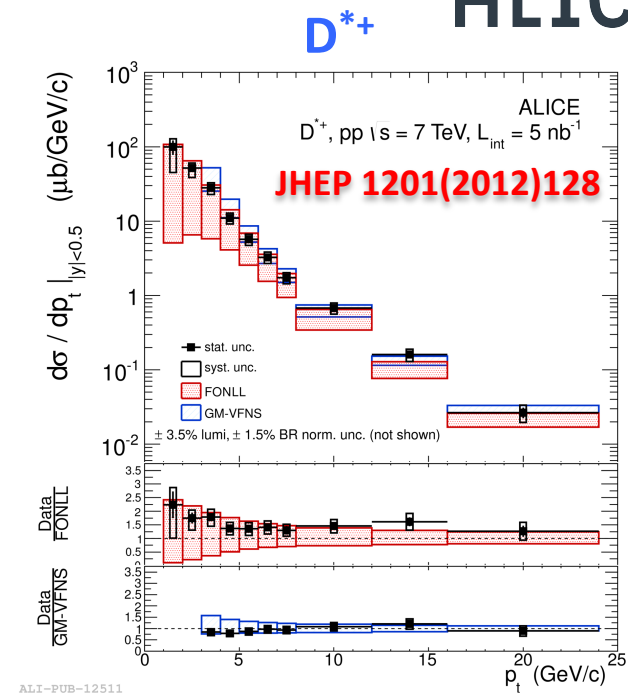 D*+
10³
10²
10
1
10⁻¹
10⁻²
dσ / dp_t |_|y|<0.5 (μb/GeV/c)
ALICE
D*+, pp \s = 7 TeV, L_int = 5 nb⁻¹
JHEP 1201(2012)128
stat. unc.
syst. unc.
FONLL
GM-VFNS
± 3.5% lumi, ± 1.5% BR norm. unc. (not shown)
Data
FONLL
3.5
3
2.5
2
1.5
1
0.5
0
Data
GM-VFNS
3.5
3
2.5
2
1.5
1
0.5
0 5 10 15 20 25
p_t (GeV/c)
ALI-PUB-12511